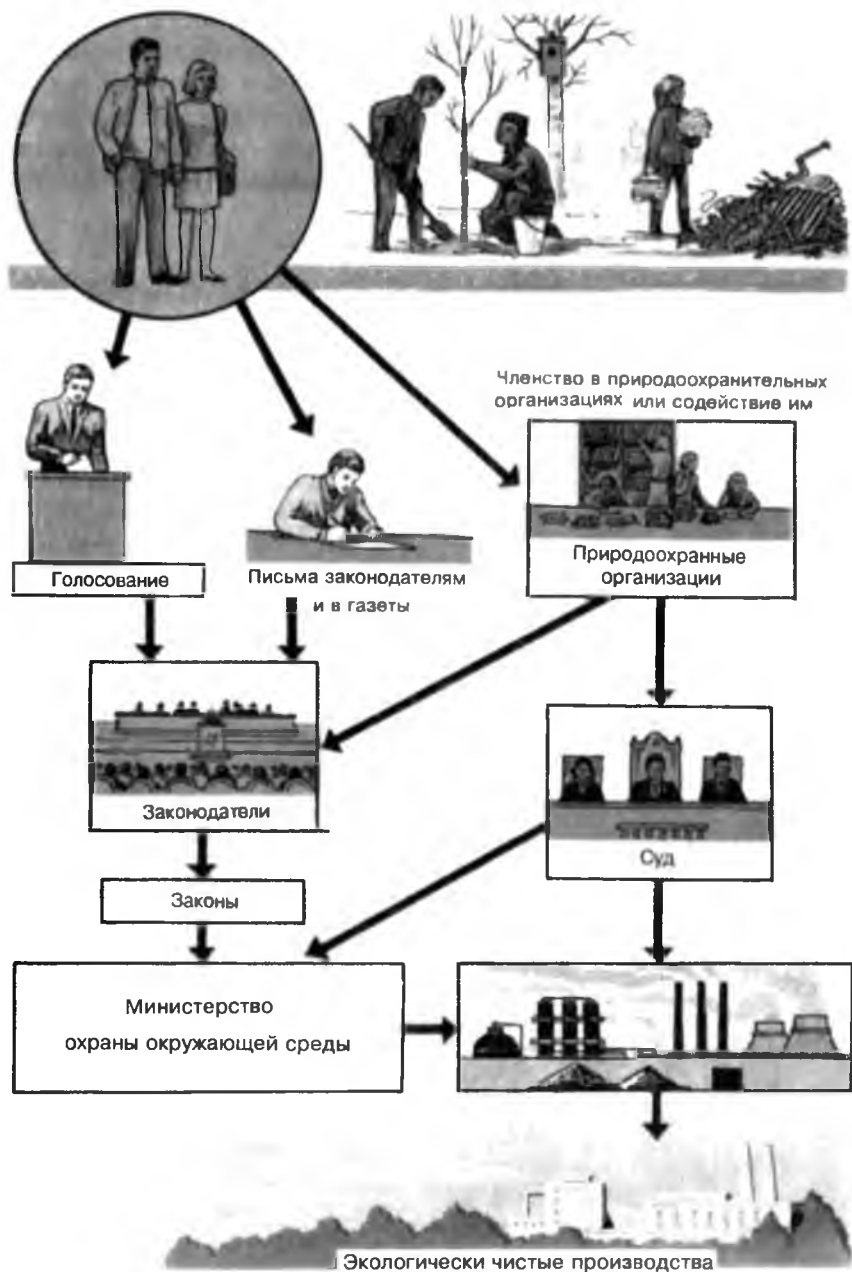 Членство в природоохранительных
организациях или содействие им
Голосование
Письма законодателям
и в газеты
Природоохранные
организации
Законодатели
Суд
Законы
Министерство
охраны окружающей среды
Экологически чистые производства